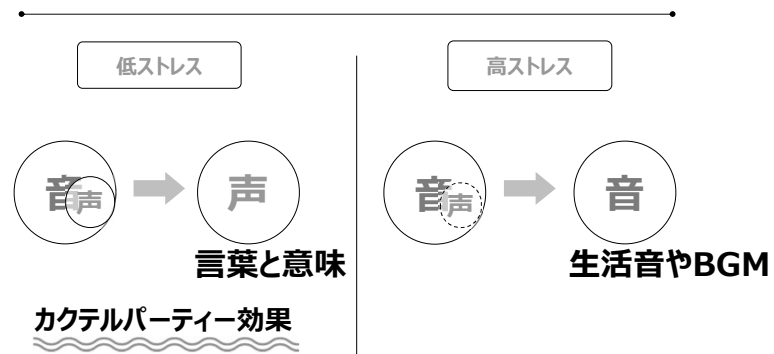 低ストレス
高ストレス
音 声
声
音 声
音
言葉と意味
生活音やBGM
カクテルパーティー効果